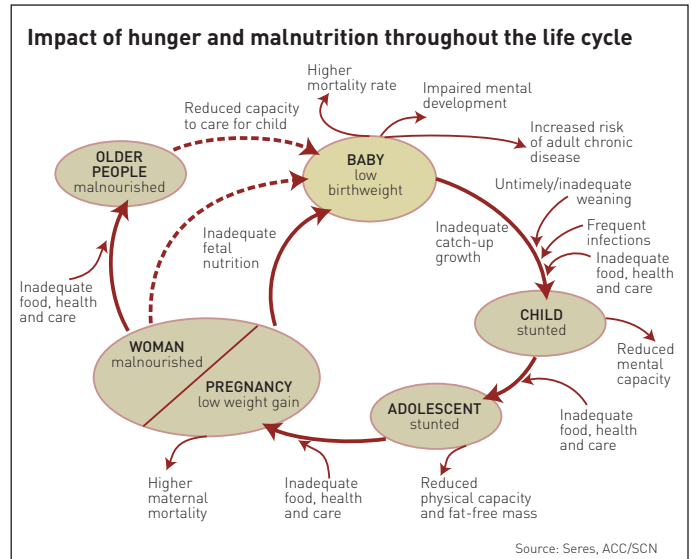 Impact of hunger and malnutrition throughout the life cycle
Higher
mortality rate
Impaired mental
development
Increased risk
of adult chronic
disease
Reduced capacity
to care for child
OLDER
PEOPLE
malnourished
BABY
low
birthweight
Untimely/inadequate
weaning
Frequent
infections
Inadequate
food, health
and care
Inadequate
catch-up
growth
Inadequate
fetal
nutrition
Inadequate
food, health
and care
CHILD
stunted
WOMAN
malnourished
PREGNANCY
low weight gain
Reduced
mental
capacity
ADOLESCENT
stunted
Inadequate
food, health
and care
Higher
maternal
mortality
Inadequate
food, health
and care
Reduced
physical capacity
and fat-free mass
Source: Seres, ACC/SCN